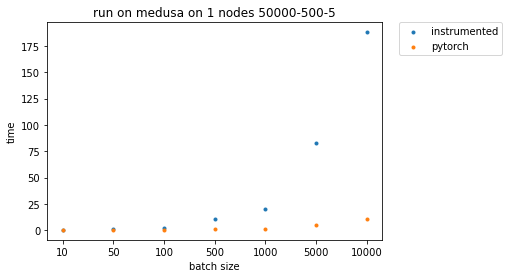 run on medusa on 1 nodes 50000-500-5
instrumented
pytorch
time
175
150
125
100
75
50
25
0
10 50 100 500 1000 5000 10000
batch size